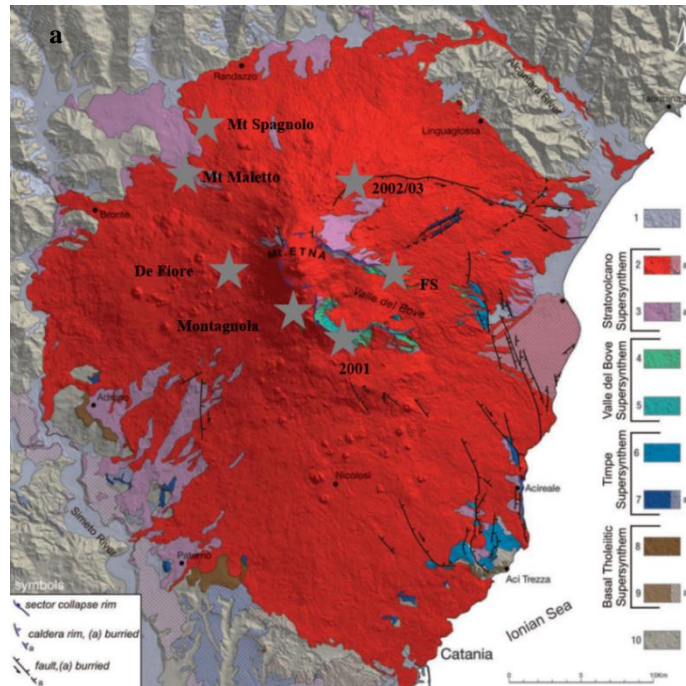 a
Randazzo
Alcantara River
Mt Spagnolo
Linguaglossa
Mt Maletto
2002/03
Bronte
MT. ETNA
De Fiore
FS
Valle del Bove
Montagnola
2001
Adrano
Nicolosi
Acireale
Simeto River
Paternò
Aci Trezza
Ionian Sea
Catania
1
Stratovolcano
Supersynthem
2
a
3
Valle del Bove
Supersynthem
4
5
Timpe
Supersynthem
6
7
a
Basal Tholeiitic
Supersynthem
8
9
a
10
symbols
sector collapse rim
caldera rim, (a) burried
a
fault,(a) burried
a
0
5
10Km